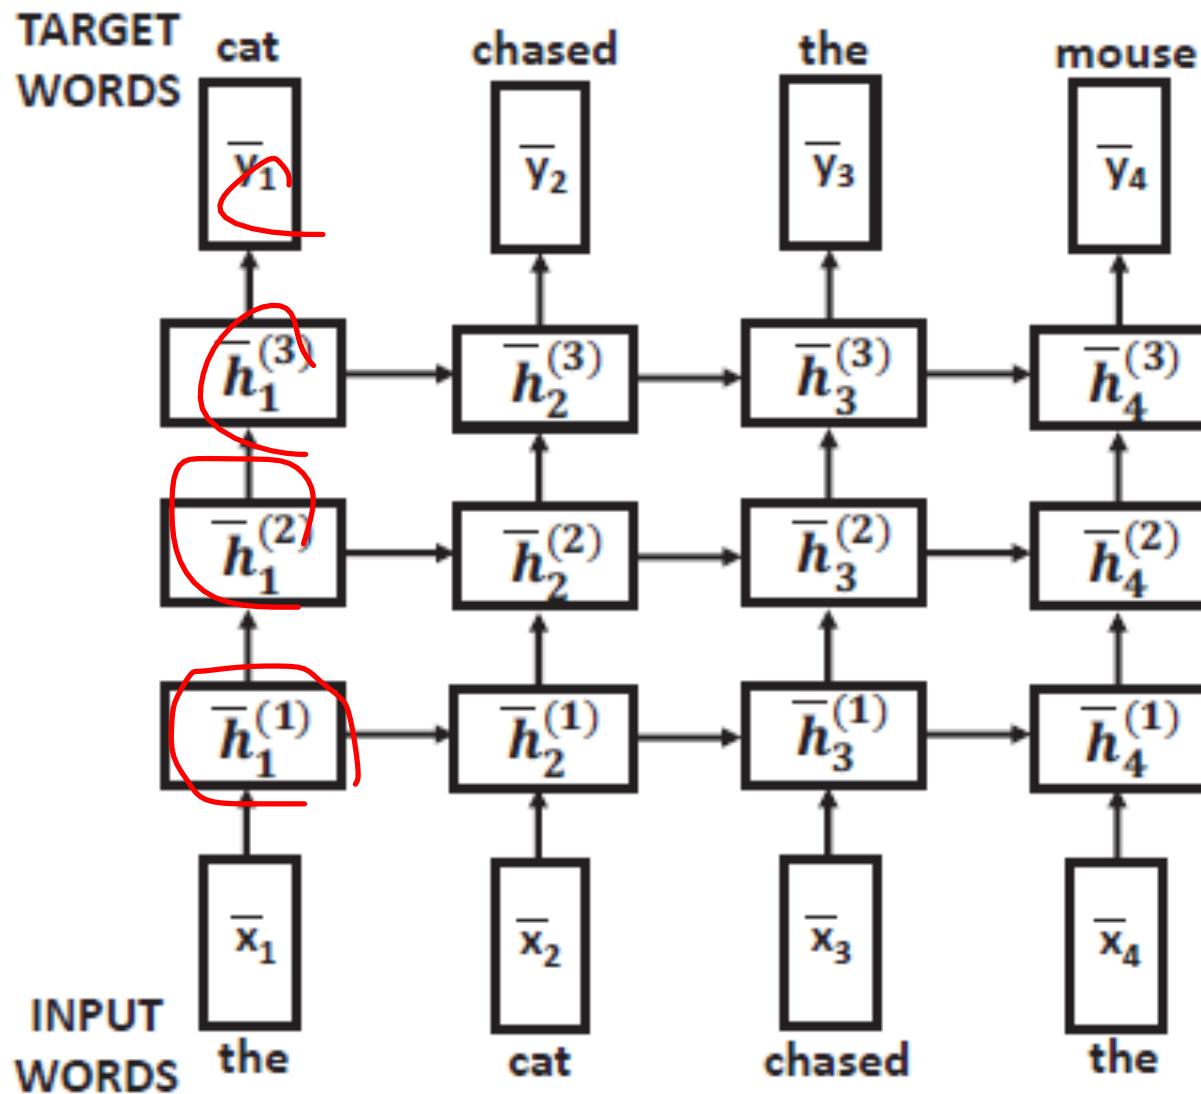 TARGET WORDS
cat chased the mouse
y̅₁ y̅₂ y̅₃ y̅₄
h̅₁⁽³⁾ h̅₂⁽³⁾ h̅₃⁽³⁾ h̅₄⁽³⁾
h̅₁⁽²⁾ h̅₂⁽²⁾ h̅₃⁽²⁾ h̅₄⁽²⁾
h̅₁⁽¹⁾ h̅₂⁽¹⁾ h̅₃⁽¹⁾ h̅₄⁽¹⁾
x̅₁ x̅₂ x̅₃ x̅₄
INPUT WORDS
the cat chased the